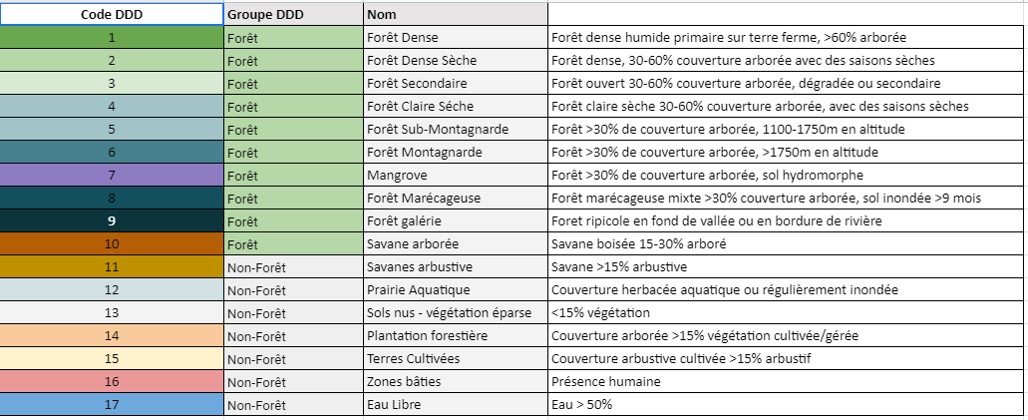 Code DDD Groupe DDD Nom
1 Forêt Forêt Dense Forêt dense humide primaire sur terre ferme, >60% arborée
2 Forêt Forêt Dense Sèche Forêt dense, 30-60% couverture arborée avec des saisons sèches
3 Forêt Forêt Secondaire Forêt ouvert 30-60% couverture arborée, dégradée ou secondaire
4 Forêt Forêt Claire Séche Forêt claire sèche 30-60% couverture arborée, avec des saisons sèches
5 Forêt Forêt Sub-Montagnarde Forêt >30% de couverture arborée, 1100-1750m en altitude
6 Forêt Forêt Montagnarde Forêt >30% de couverture arborée, >1750m en altitude
7 Forêt Mangrove Forêt >30% de couverture arborée, sol hydromorphe
8 Forêt Forêt Marécageuse Forêt marécageuse mixte >30% couverture arborée, sol inondée >9 mois
9 Forêt Forêt galérie Foret ripicole en fond de vallée ou en bordure de rivière
10 Forêt Savane arborée Savane boisée 15-30% arboré
11 Non-Forêt Savanes arbustive Savane >15% arbustive
12 Non-Forêt Prairie Aquatique Couverture herbacée aquatique ou régulièrement inondée
13 Non-Forêt Sols nus - végétation éparse <15% végétation
14 Non-Forêt Plantation forestière Couverture arborée >15% végétation cultivée/gérée
15 Non-Forêt Terres Cultivées Couverture arbustive cultivée >15% arbustif
16 Non-Forêt Zones bâties Présence humaine
17 Non-Forêt Eau Libre Eau > 50%